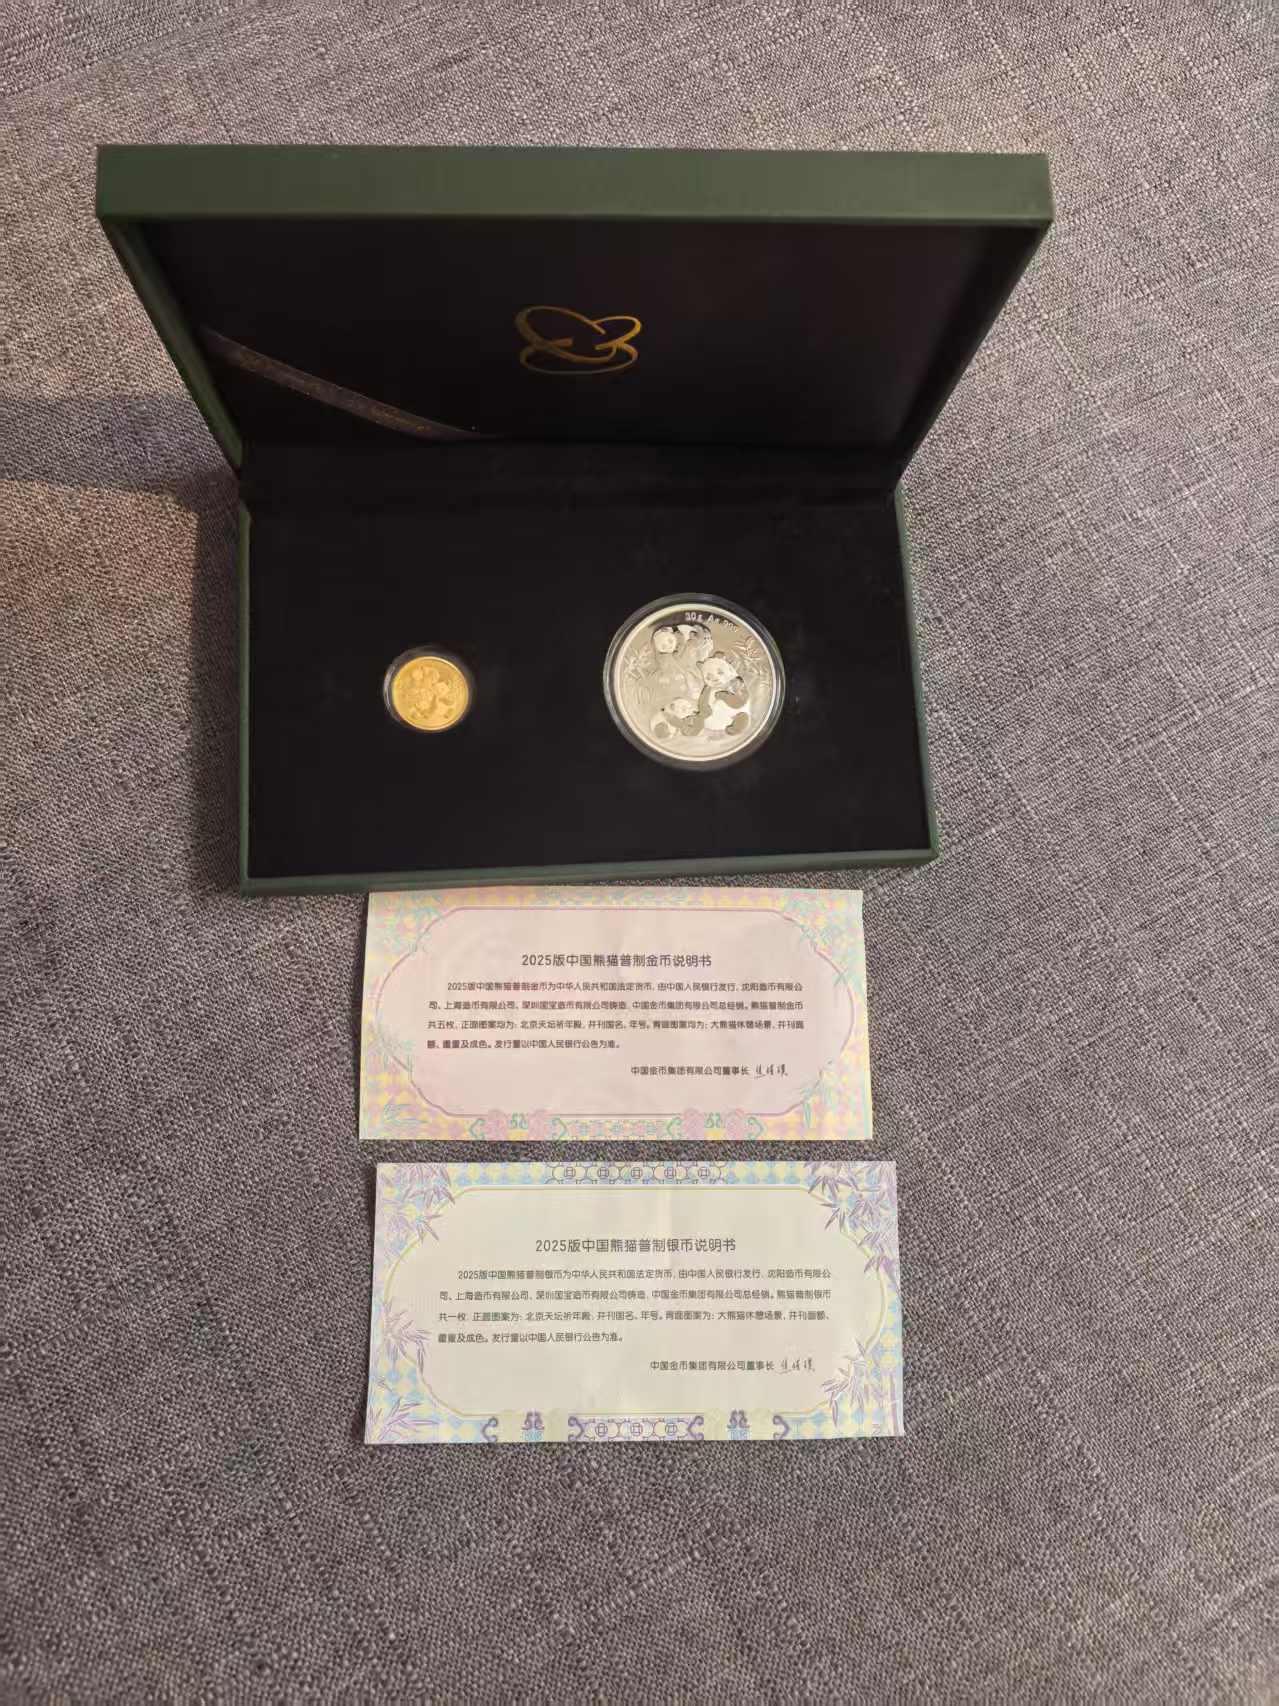 30g Ag.999
2025版中国熊猫普制金币说明书
2025版中国熊猫普制金币为中华人民共和国法定货币，由中国人民银行发行，沈阳造币有限公
司、上海造币有限公司、深圳国宝造币有限公司铸造，中国金币集团有限公司总经销。熊猫普制金币
共五枚，正面图案均为：北京天坛祈年殿，并刊国名、年号。背面图案均为：大熊猫休憩场景，并刊面
额、重量及成色。发行量以中国人民银行公告为准。
中国金币集团有限公司董事长
2025版中国熊猫普制银币说明书
2025版中国熊猫普制银币为中华人民共和国法定货币，由中国人民银行发行，沈阳造币有限公
司、上海造币有限公司、深圳国宝造币有限公司铸造，中国金币集团有限公司总经销。熊猫普制银币
共一枚，正面图案为：北京天坛祈年殿，并刊国名、年号。背面图案为：大熊猫休憩场景，并刊面额、
重量及成色。发行量以中国人民银行公告为准。
中国金币集团有限公司董事长